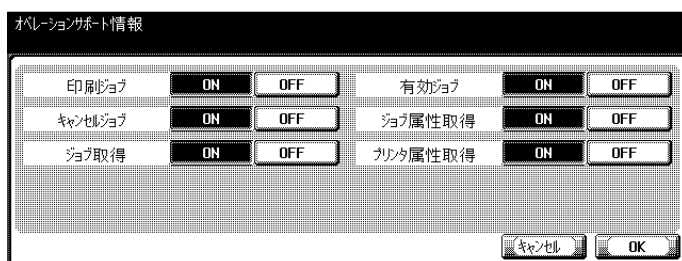 オペレーションサポート情報
印刷ジョブ ON OFF 有効ジョブ ON OFF
キャンセルジョブ ON OFF ジョブ属性取得 ON OFF
ジョブ取得 ON OFF プリンタ属性取得 ON OFF
キャンセル OK